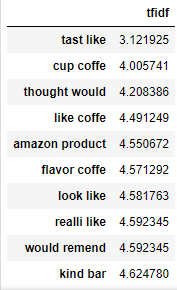 tfidf
tast like 3.121925
cup coffe 4.005741
thought would 4.208386
like coffe 4.491249
amazon product 4.550672
flavor coffe 4.571292
look like 4.581763
realli like 4.592345
would remend 4.592345
kind bar 4.624780